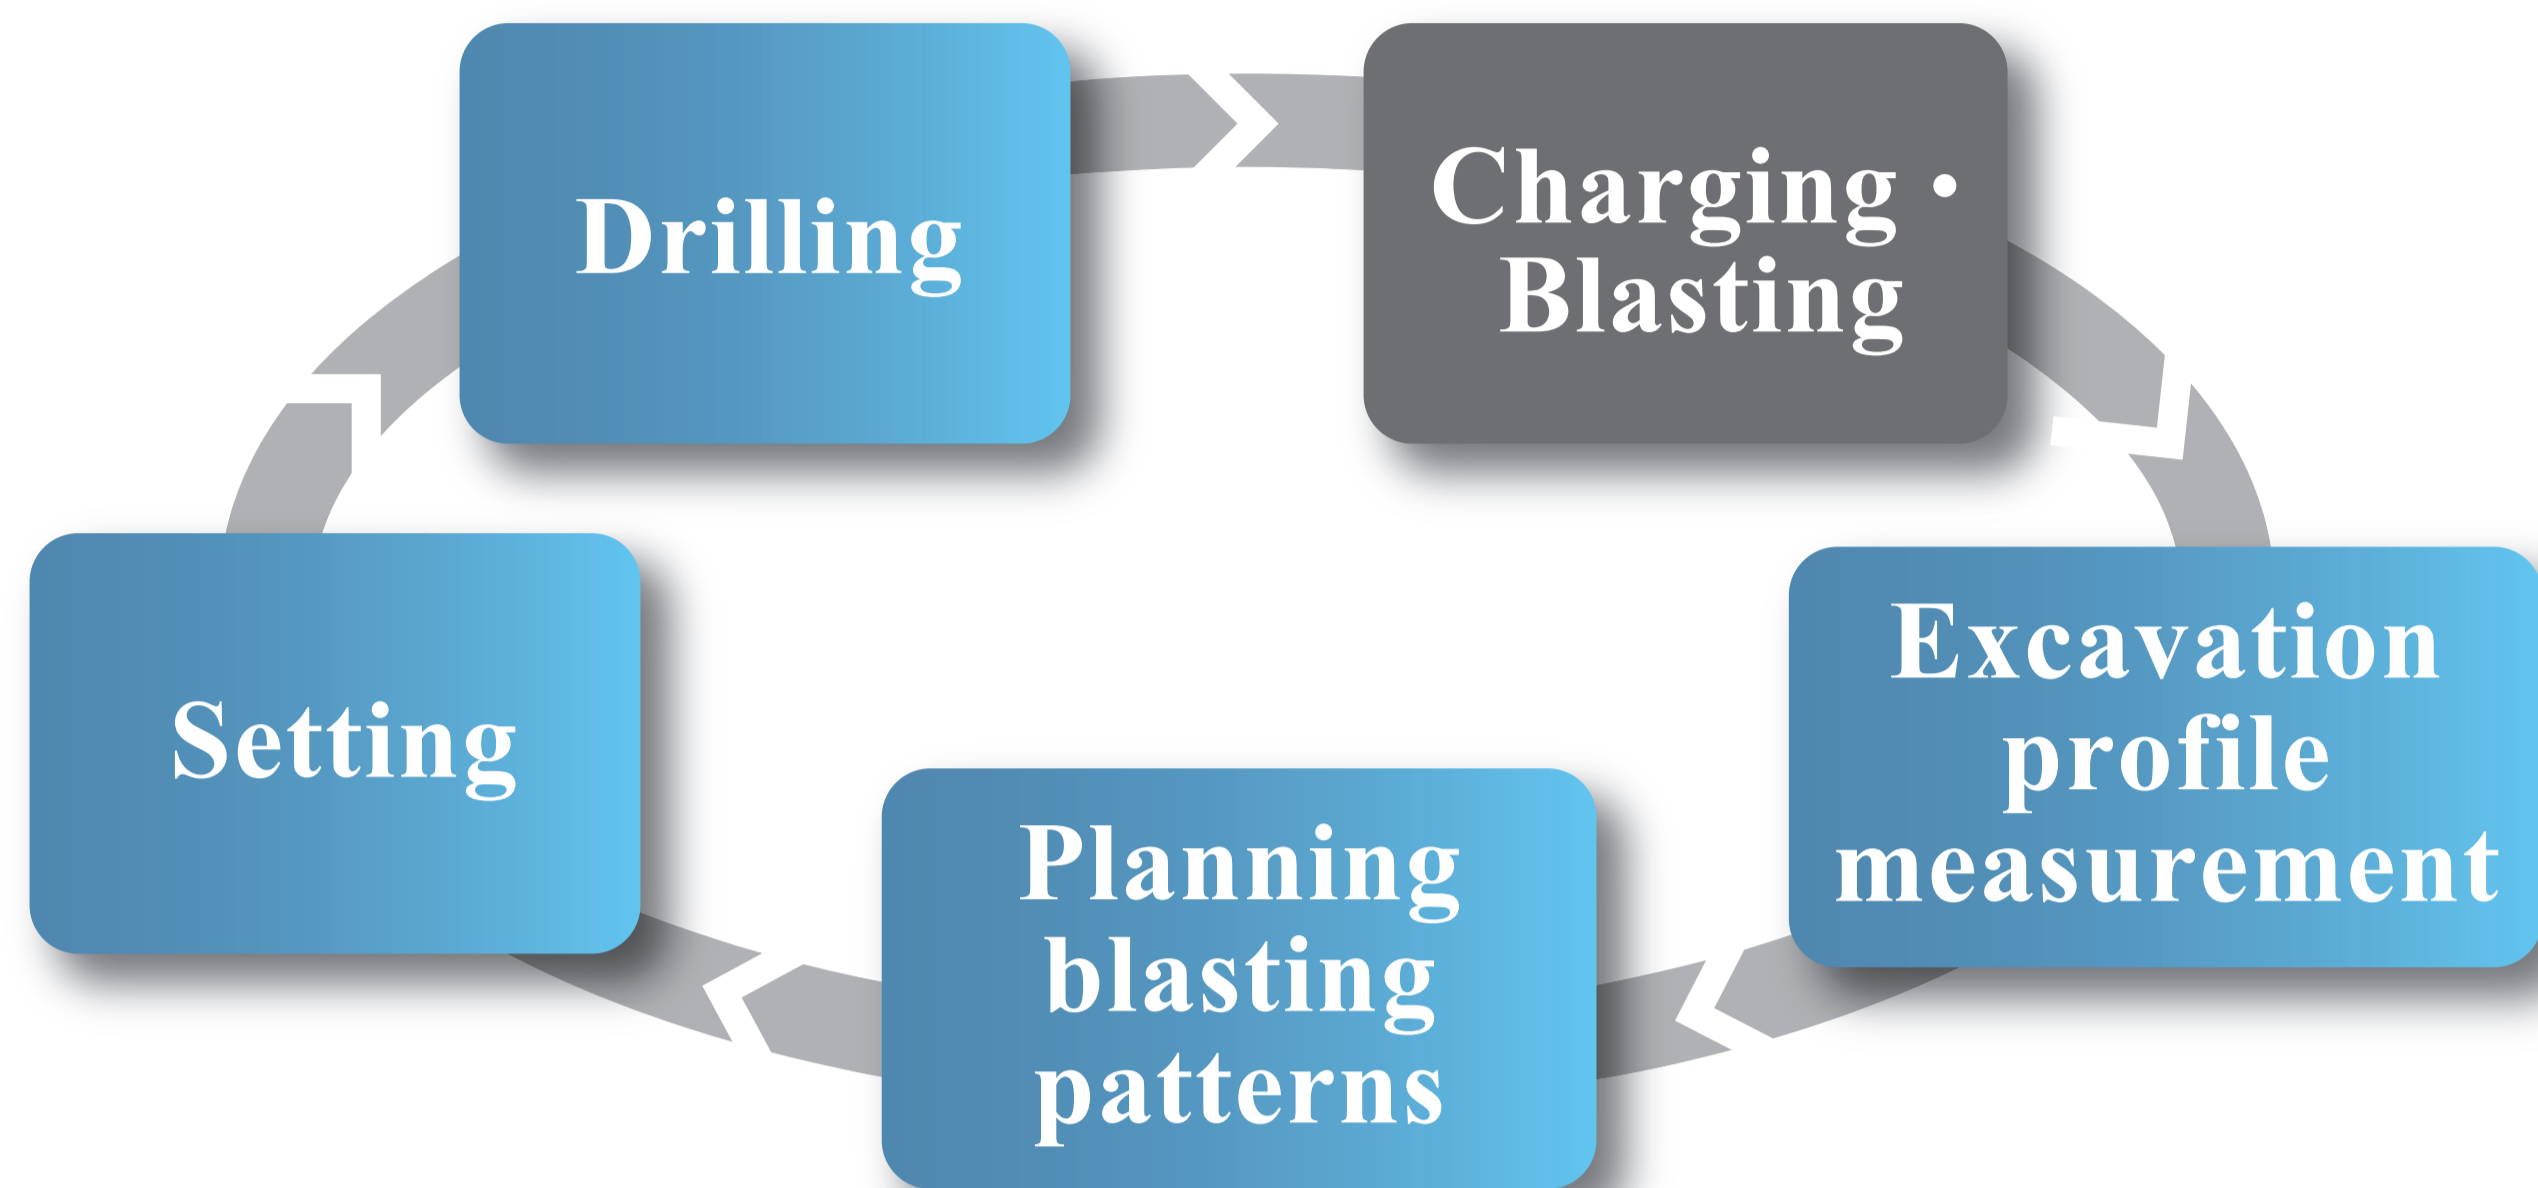 Drilling
Charging・
Blasting
Setting
Excavation
profile
measurement
Planning
blasting
patterns